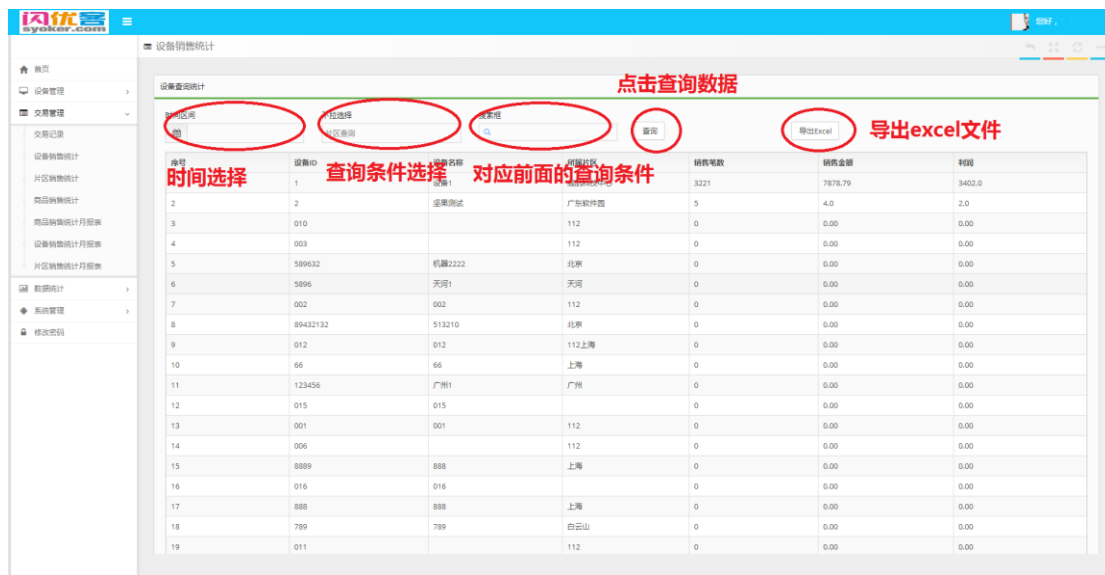 闪优客
syoker.com
您好，
设备销售统计
首页
设备管理
交易管理
交易记录
设备销售统计
片区销售统计
商品销售统计
商品销售统计月报表
设备销售统计月报表
片区销售统计月报表
数据统计
系统管理
修改密码
设备查询统计
点击查询数据
时间区间 下拉选择 搜索框
片区查询 查询 导出Excel 导出excel文件
序号 设备ID 设备名称 所属片区 销售笔数 销售金额 利润
时间选择 查询条件选择 对应前面的查询条件
1 设备1 3221 7878.79 3402.0
2 2 坚果测试 广东软件园 5 4.0 2.0
3 010 112 0 0.00 0.00
4 003 112 0 0.00 0.00
5 589632 机器2222 北京 0 0.00 0.00
6 5896 天河1 天河 0 0.00 0.00
7 002 002 112 0 0.00 0.00
8 89432132 513210 北京 0 0.00 0.00
9 012 012 112上海 0 0.00 0.00
10 66 66 上海 0 0.00 0.00
11 123456 广州1 广州 0 0.00 0.00
12 015 015 0 0.00 0.00
13 001 001 112 0 0.00 0.00
14 006 112 0 0.00 0.00
15 8889 888 上海 0 0.00 0.00
16 016 016 0 0.00 0.00
17 888 888 上海 0 0.00 0.00
18 789 789 白云山 0 0.00 0.00
19 011 112 0 0.00 0.00